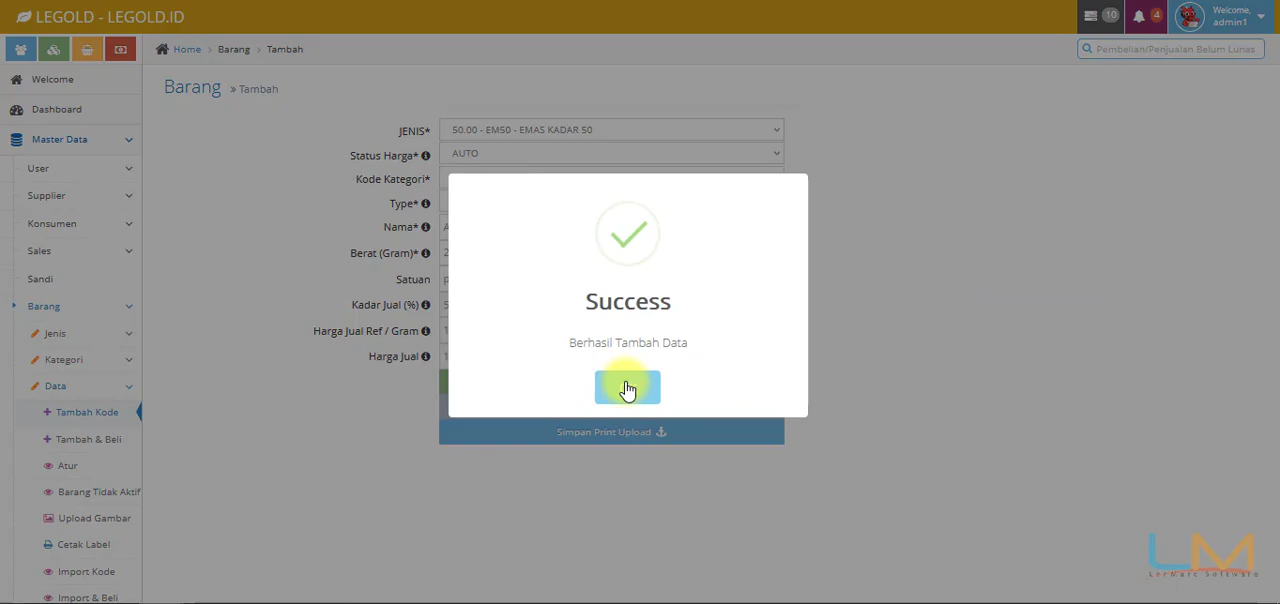 LEGOLD - LEGOLD.ID
10
4
Welcome,
admin1
Home > Barang > Tambah
Pembelian/Penjualan Belum Lunas
Welcome
Dashboard
Master Data
User
Supplier
Konsumen
Sales
Sandi
Barang
Jenis
Kategori
Data
Tambah Kode
Tambah & Beli
Atur
Barang Tidak Aktif
Upload Gambar
Cetak Label
Import Kode
Import & Beli
Barang » Tambah
JENIS* 50.00 - EM50 - EMAS KADAR 50
Status Harga* AUTO
Kode Kategori*
Type*
Nama*
Berat (Gram)*
Satuan
Kadar Jual (%)
Harga Jual Ref / Gram
Harga Jual
Success
Berhasil Tambah Data
Simpan Print Upload
LM
LerMarc Software